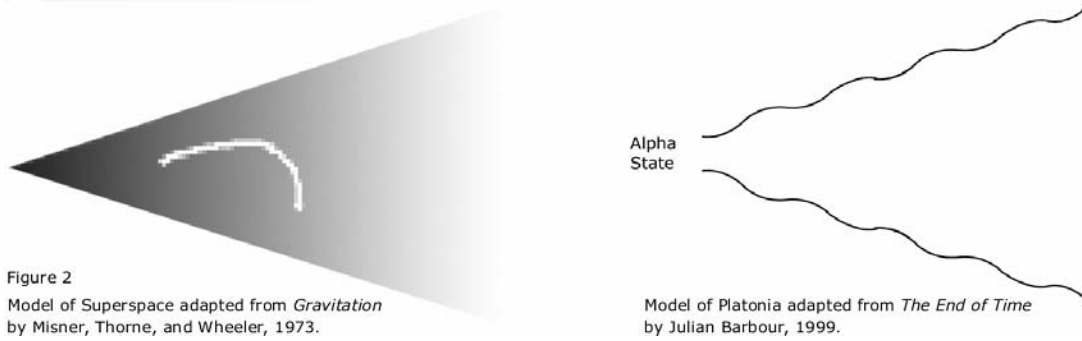 Alpha
State
Figure 2
Model of Superspace adapted from Gravitation
by Misner, Thorne, and Wheeler, 1973.
Model of Platonia adapted from The End of Time
by Julian Barbour, 1999.